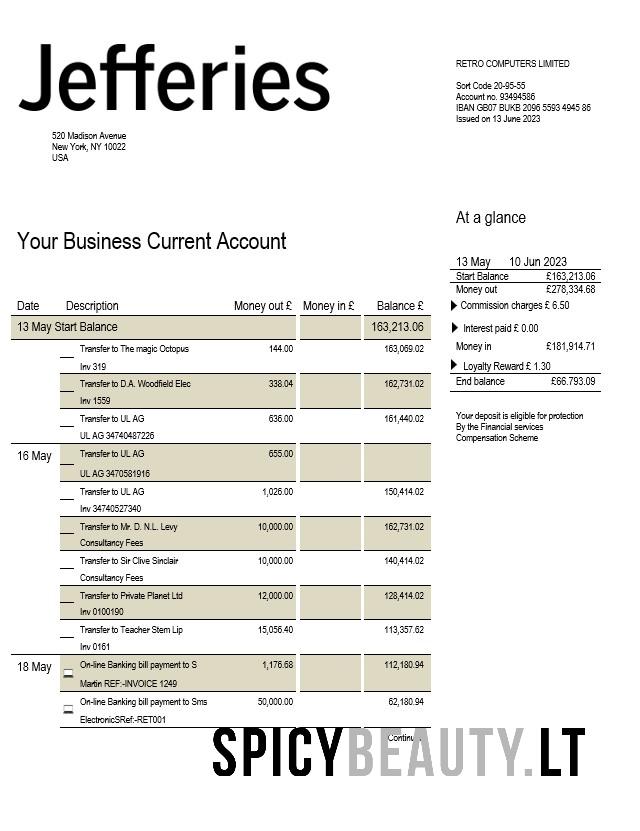 Jefferies
520 Madison Avenue
New York, NY 10022
USA
RETRO COMPUTERS LIMITED
Sort Code 20-95-55
Account no. 93494586
IBAN GB07 BUKB 2096 5593 4945 86
Issued on 13 June 2023
At a glance
13 May 10 Jun 2023
Start Balance £163,213.06
Money out £278,334.68
Commission charges £ 6.50
Interest paid £ 0.00
Money in £181,914.71
Loyalty Reward £ 1.30
End balance £66.793.09
Your deposit is eligible for protection
By the Financial services
Compensation Scheme
Your Business Current Account
Date Description Money out £ Money in £ Balance £
13 May Start Balance 163,213.06
Transfer to The magic Octopus 144.00 163,069.02
Inv 319
Transfer to D.A. Woodfield Elec 338.04 162,731.02
Inv 1559
Transfer to UL AG 636.00 161,440.02
UL AG 34740487226
16 May Transfer to UL AG 655.00
UL AG 3470581916
Transfer to UL AG 1,026.00 150,414.02
Inv 34740527340
Transfer to Mr. D. N.L. Levy 10,000.00 162,731.02
Consultancy Fees
Transfer to Sir Clive Sinclair 10,000.00 140,414.02
Consultancy Fees
Transfer to Private Planet Ltd 12,000.00 128,414.02
Inv 0100190
Transfer to Teacher Stem Lip 15,056.40 113,357.62
Inv 0161
18 May On-line Banking bill payment to S 1,176.68 112,180.94
Martin REF:-INVOICE 1249
On-line Banking bill payment to Sms 50,000.00 62,180.94
ElectronicSRef:-RET001
SPICYBEAUTY.LT